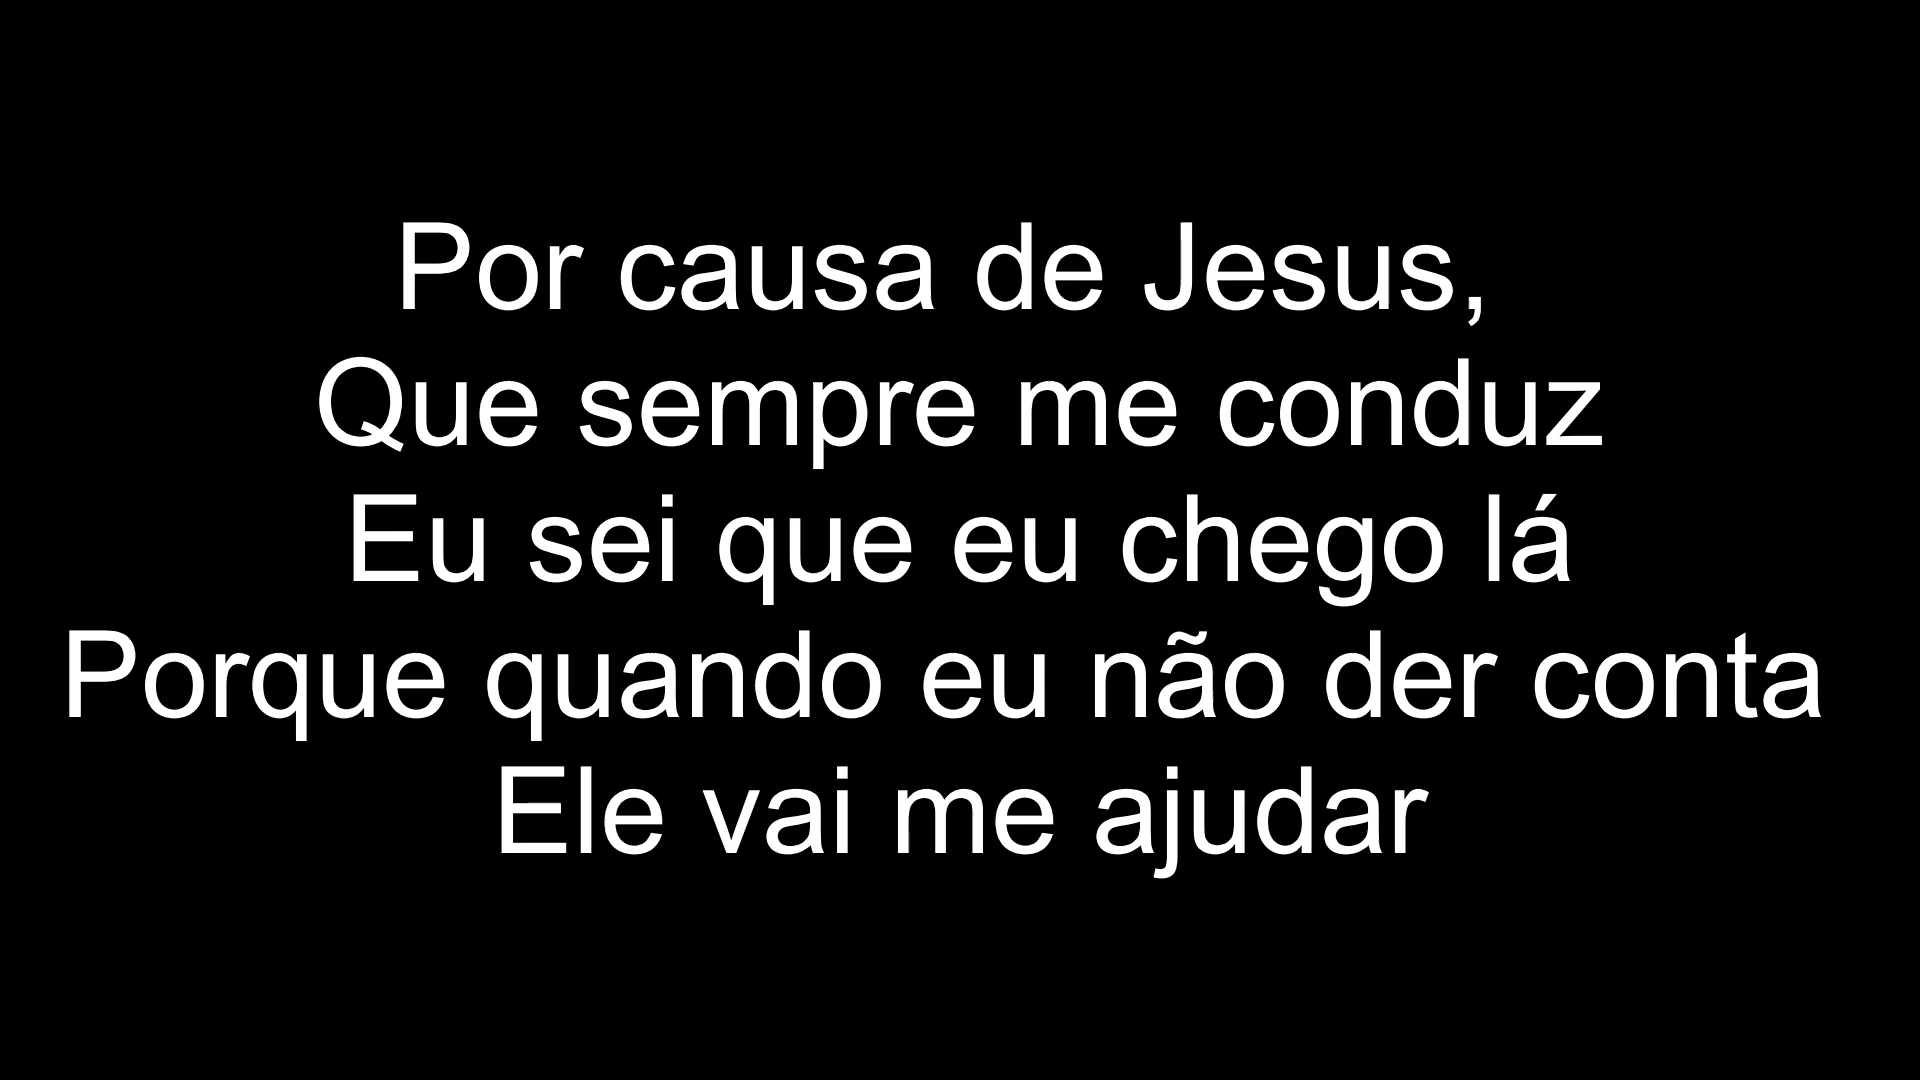 Por causa de Jesus,
Que sempre me conduz
Eu sei que eu chego lá
Porque quando eu não der conta
Ele vai me ajudar